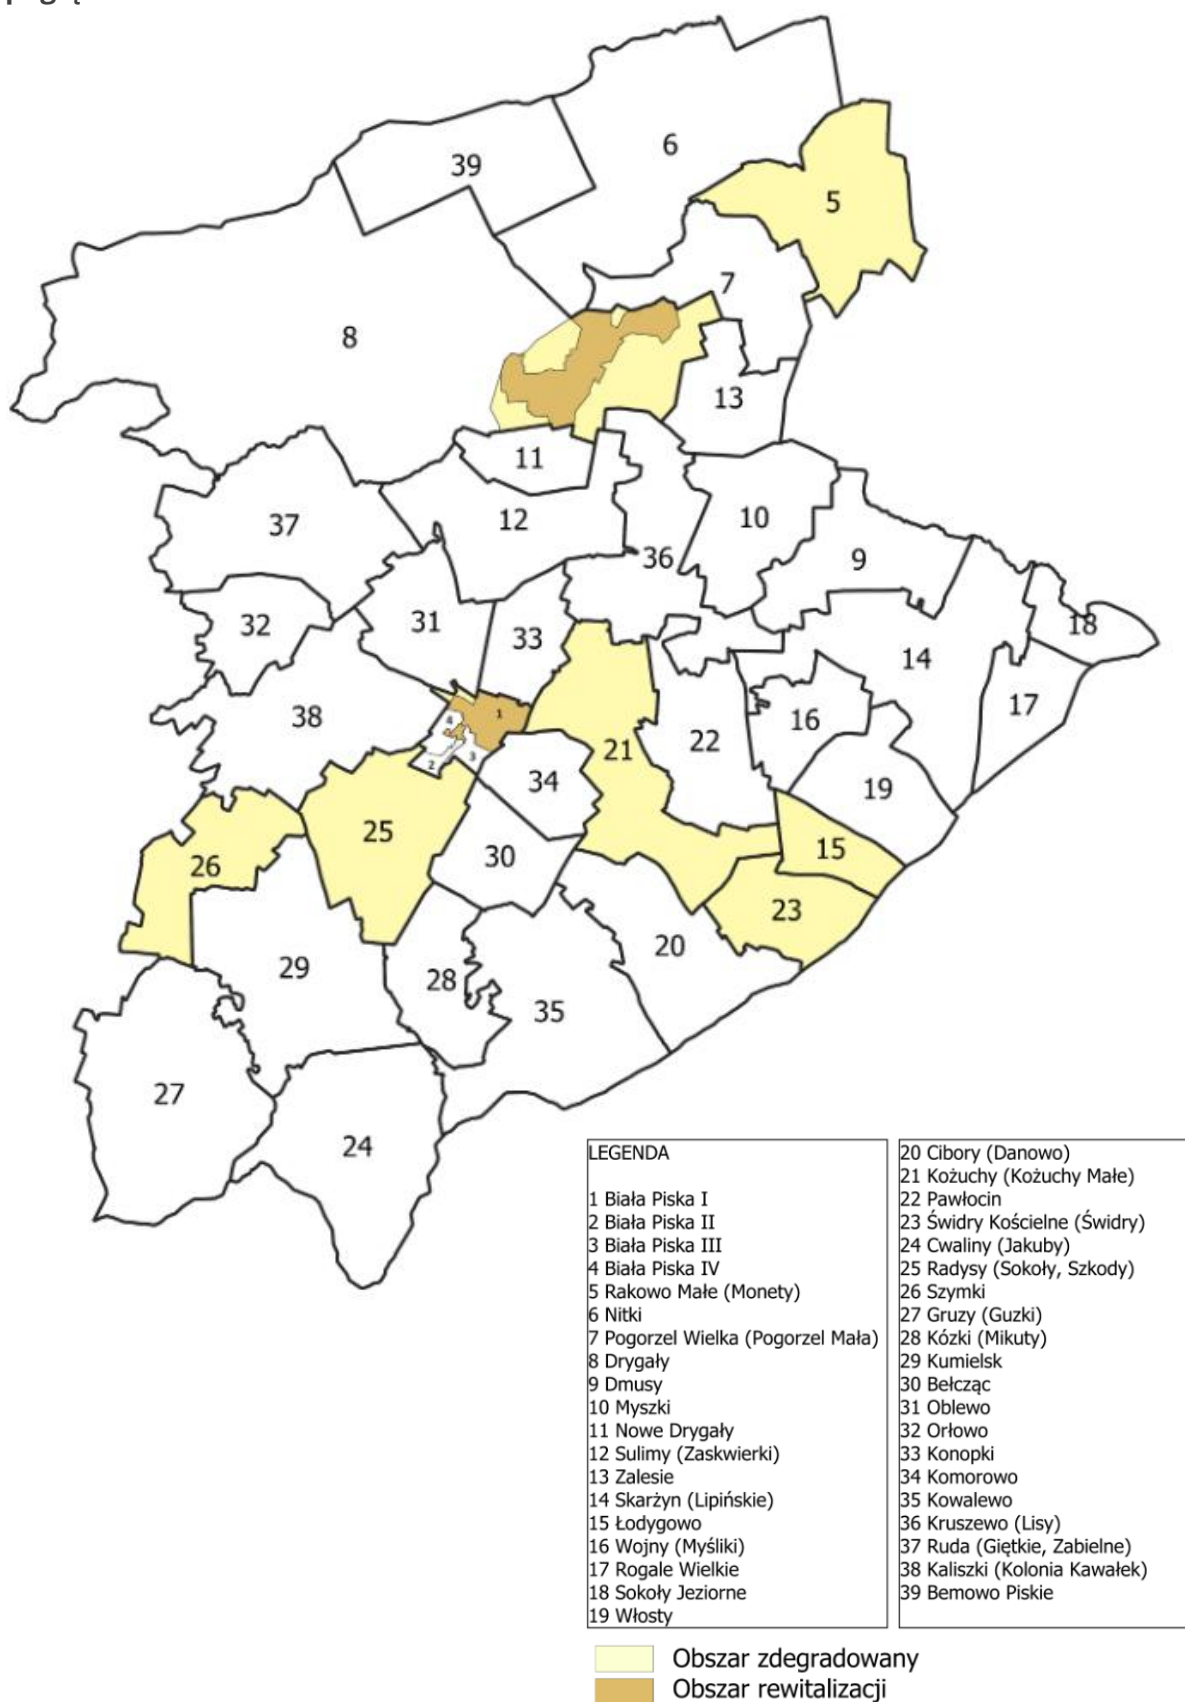 39
6
5
7
8
13
11
12
10
37
36
9
32
31
33
18
14
17
38
4
1
16
21
22
2
3
34
19
25
15
26
30
23
20
29
28
35
27
24
LEGENDA
1 Biała Piska I
2 Biała Piska II
3 Biała Piska III
4 Biała Piska IV
5 Rakowo Małe (Monety)
6 Nitki
7 Pogorzel Wielka (Pogorzel Mała)
8 Drygały
9 Dmusy
10 Myszki
11 Nowe Drygały
12 Sulimy (Zaskwierki)
13 Zalesie
14 Skarżyn (Lipińskie)
15 Łodygowo
16 Wojny (Myśliki)
17 Rogale Wielkie
18 Sokoły Jeziorne
19 Włosty
20 Cibory (Danowo)
21 Kożuchy (Kożuchy Małe)
22 Pawłocin
23 Świdry Kościelne (Świdry)
24 Cwaliny (Jakuby)
25 Radysy (Sokoły, Szkody)
26 Szymki
27 Gruzy (Guzki)
28 Kózki (Mikuty)
29 Kumielsk
30 Bełcząc
31 Oblewo
32 Orłowo
33 Konopki
34 Komorowo
35 Kowalewo
36 Kruszewo (Lisy)
37 Ruda (Giętkie, Zabielne)
38 Kaliszki (Kolonia Kawałek)
39 Bemowo Piskie
Obszar zdegradowany
Obszar rewitalizacji